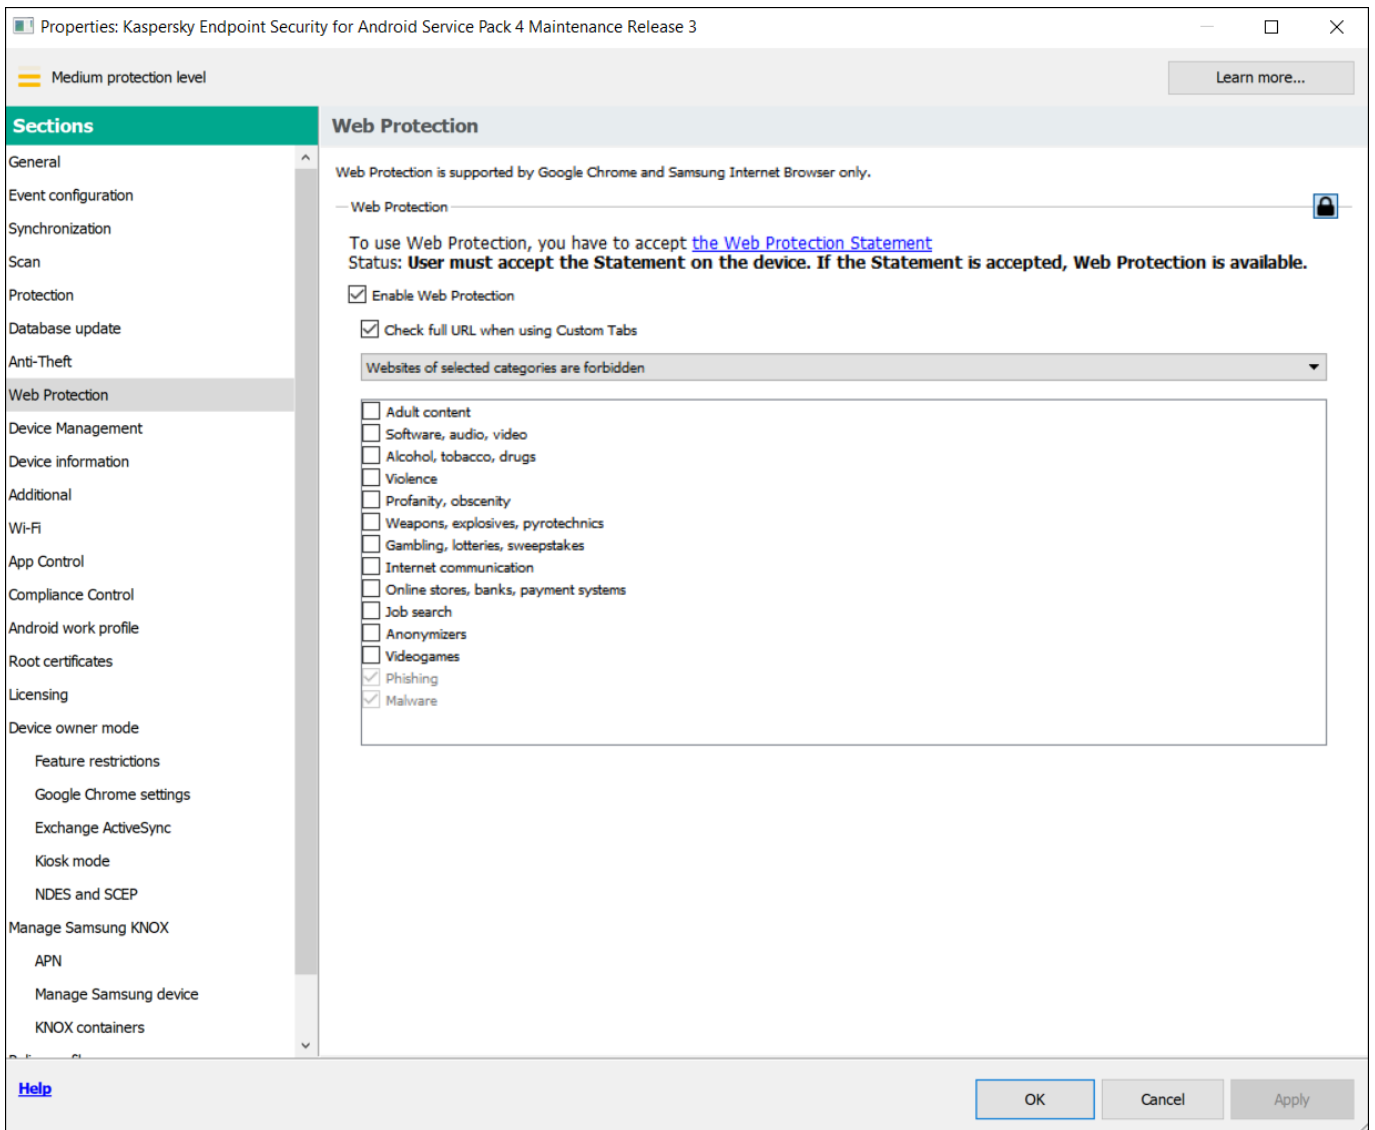 Properties: Kaspersky Endpoint Security for Android Service Pack 4 Maintenance Release 3
Medium protection level
Learn more...
Sections
General
Event configuration
Synchronization
Scan
Protection
Database update
Anti-Theft
Web Protection
Device Management
Device information
Additional
Wi-Fi
App Control
Compliance Control
Android work profile
Root certificates
Licensing
Device owner mode
Feature restrictions
Google Chrome settings
Exchange ActiveSync
Kiosk mode
NDES and SCEP
Manage Samsung KNOX
APN
Manage Samsung device
KNOX containers
Web Protection
Web Protection is supported by Google Chrome and Samsung Internet Browser only.
Web Protection
To use Web Protection, you have to accept the Web Protection Statement
Status: User must accept the Statement on the device. If the Statement is accepted, Web Protection is available.
Enable Web Protection
Check full URL when using Custom Tabs
Websites of selected categories are forbidden
Adult content
Software, audio, video
Alcohol, tobacco, drugs
Violence
Profanity, obscenity
Weapons, explosives, pyrotechnics
Gambling, lotteries, sweepstakes
Internet communication
Online stores, banks, payment systems
Job search
Anonymizers
Videogames
Phishing
Malware
Help
OK
Cancel
Apply